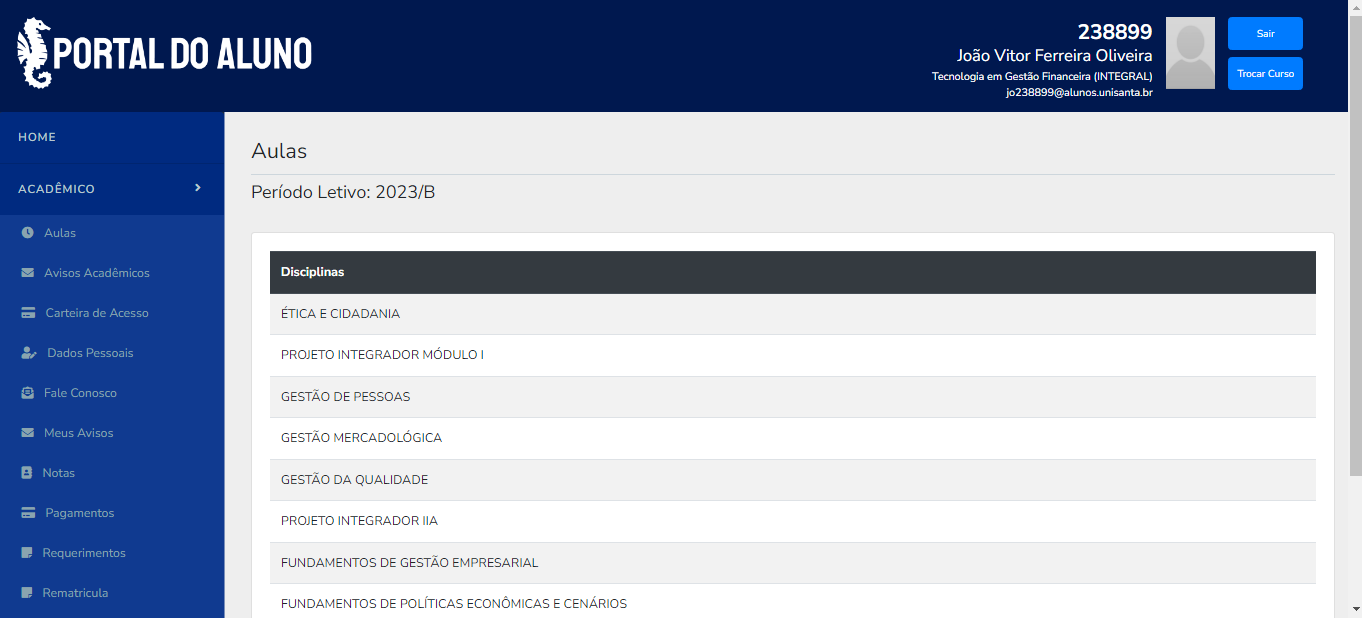 PORTAL DO ALUNO
238899
João Vitor Ferreira Oliveira
Tecnologia em Gestão Financeira (INTEGRAL)
jo238899@alunos.unisanta.br
Sair
Trocar Curso
HOME
ACADÊMICO
Aulas
Avisos Acadêmicos
Carteira de Acesso
Dados Pessoais
Fale Conosco
Meus Avisos
Notas
Pagamentos
Requerimentos
Rematricula
Aulas
Período Letivo: 2023/B
Disciplinas
ÉTICA E CIDADANIA
PROJETO INTEGRADOR MÓDULO I
GESTÃO DE PESSOAS
GESTÃO MERCADOLÓGICA
GESTÃO DA QUALIDADE
PROJETO INTEGRADOR IIA
FUNDAMENTOS DE GESTÃO EMPRESARIAL
FUNDAMENTOS DE POLÍTICAS ECONÔMICAS E CENÁRIOS